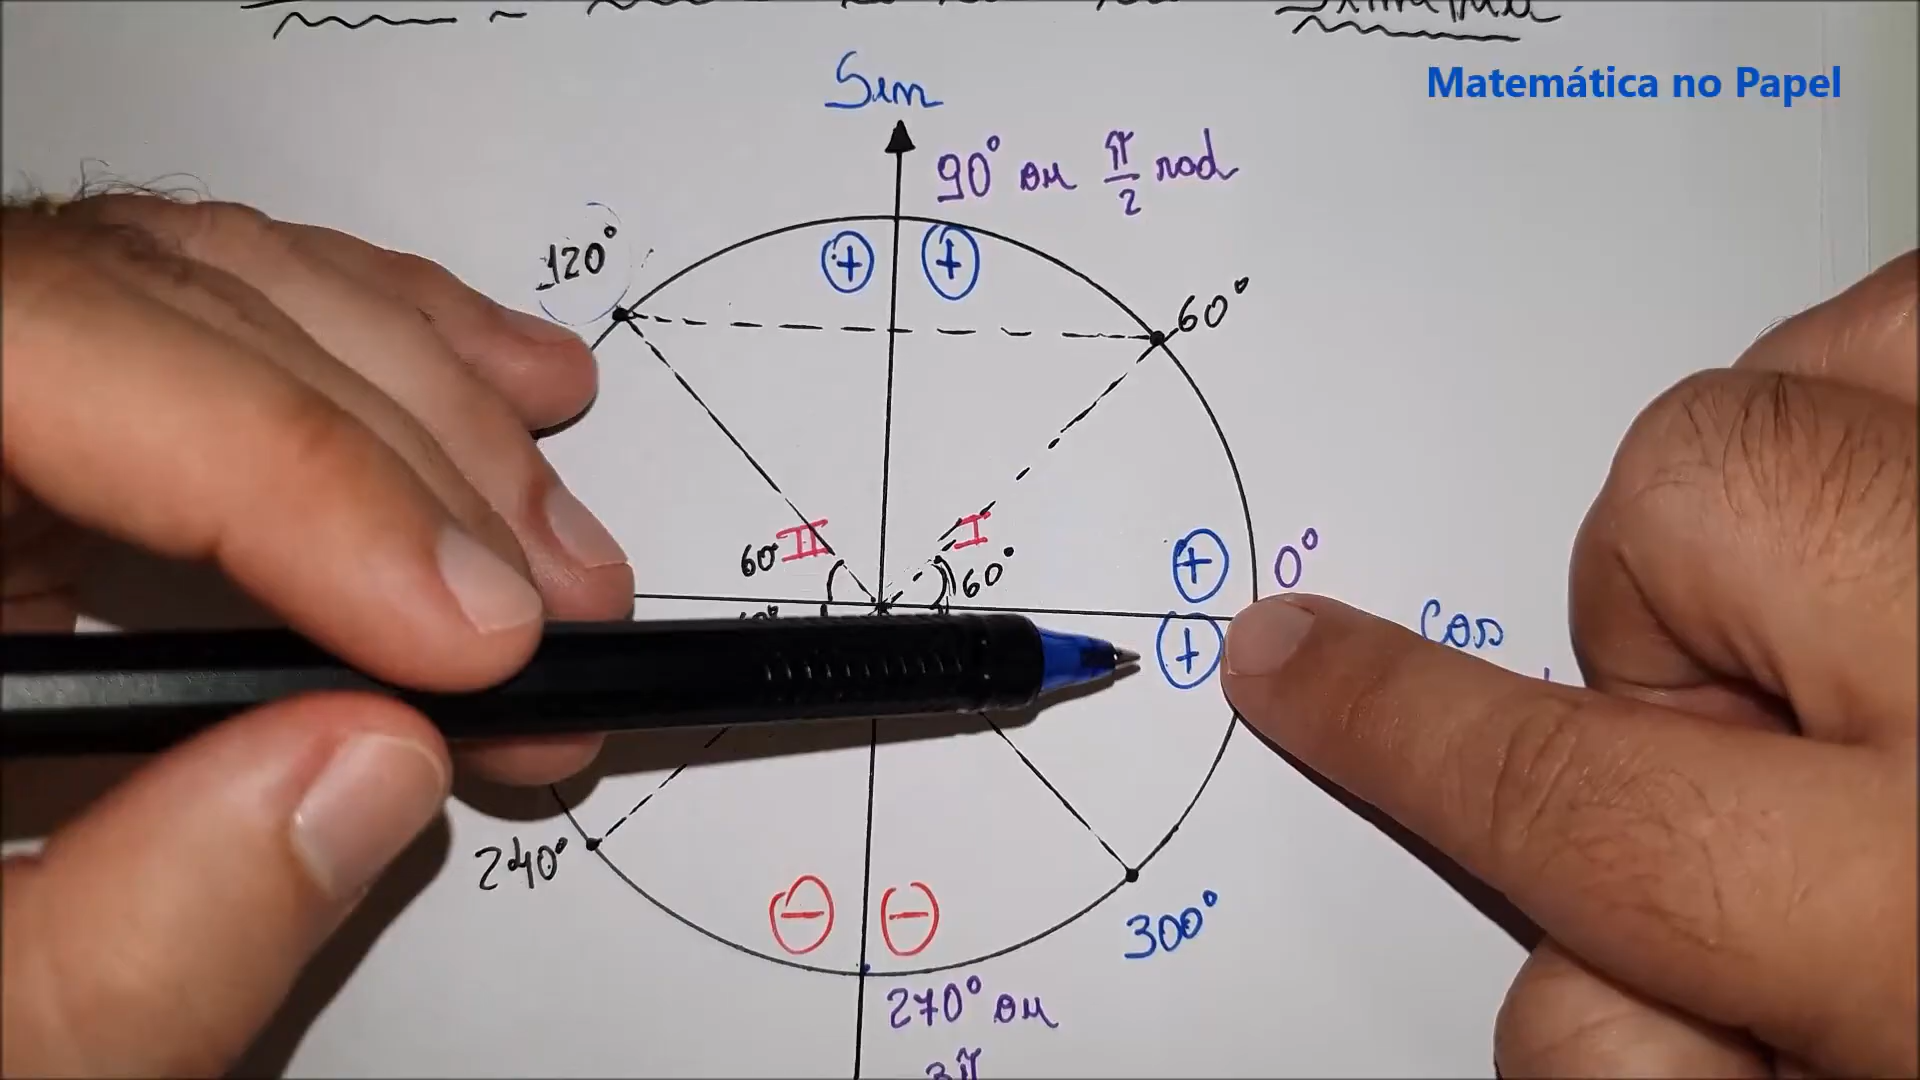 Matemática no Papel
Sen
90° ou π/2 rad
120°
60°
+ +
II I
60° 60°
+ 0°
+ Cos
240°
300°
- -
270° ou
3π